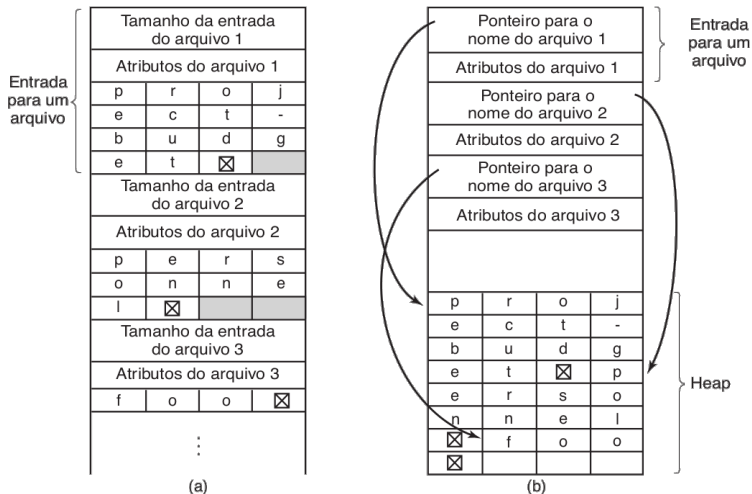 Tamanho da entrada
do arquivo 1
Atributos do arquivo 1
Entrada
para um
arquivo
p r o j
e c t -
b u d g
e t ☒
Tamanho da entrada
do arquivo 2
Atributos do arquivo 2
p e r s
o n n e
l ☒
Tamanho da entrada
do arquivo 3
Atributos do arquivo 3
f o o ☒
⋮
(a)
Ponteiro para o
nome do arquivo 1
Atributos do arquivo 1
Entrada
para um
arquivo
Ponteiro para o
nome do arquivo 2
Atributos do arquivo 2
Ponteiro para o
nome do arquivo 3
Atributos do arquivo 3
p r o j
e c t -
b u d g
e t ☒ p
e r s o
n n e l
☒ f o o
☒
Heap
(b)